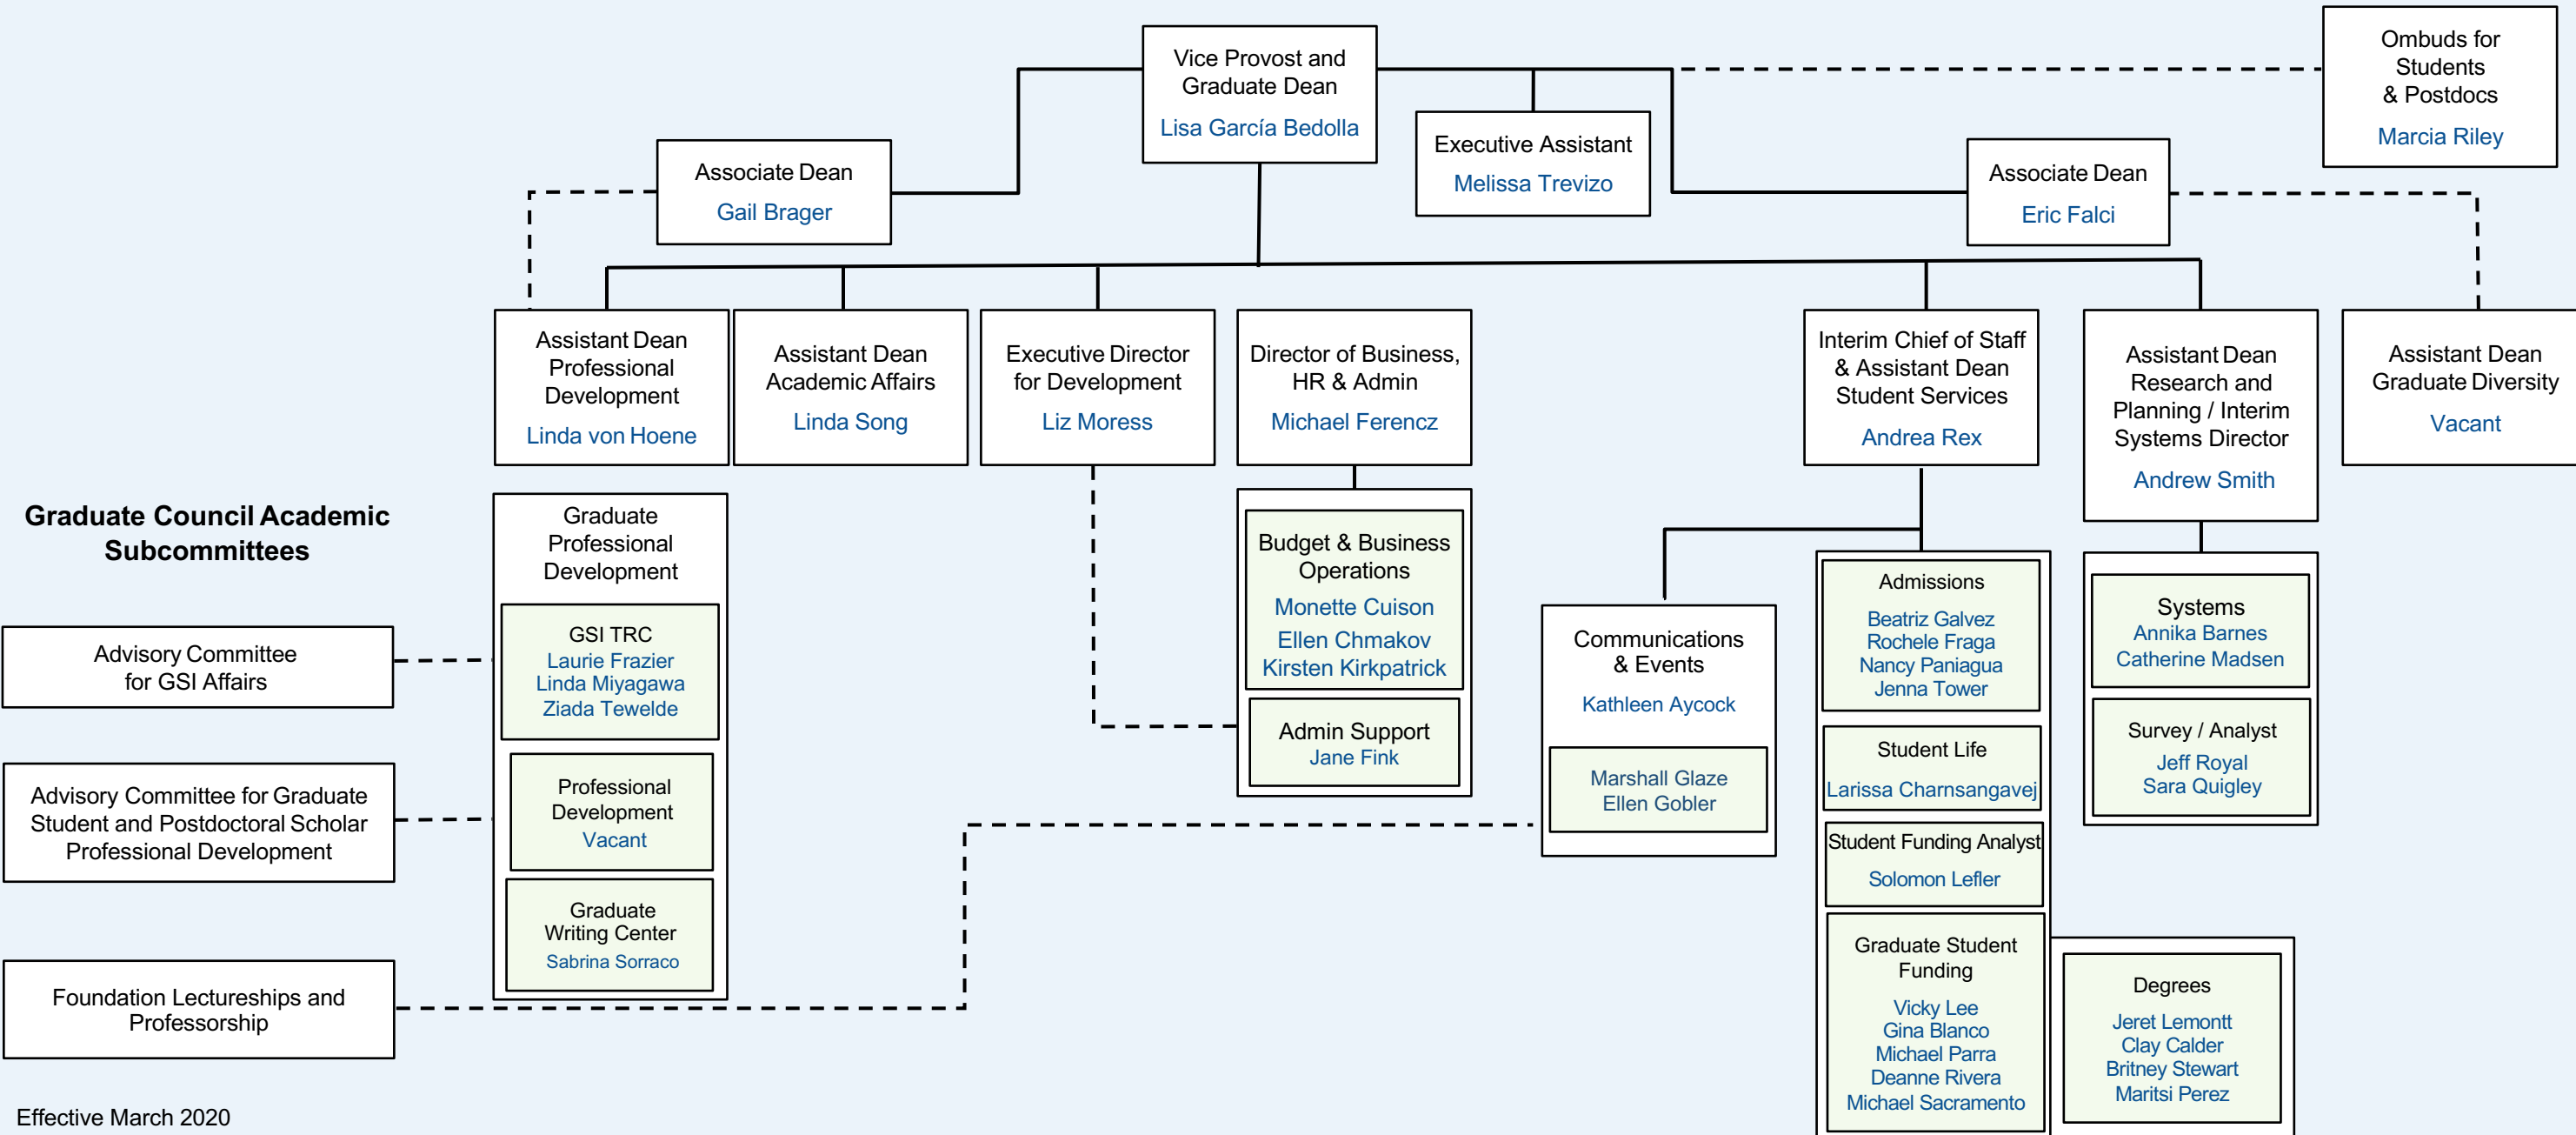 Vice Provost and
Graduate Dean
Lisa García Bedolla
Ombuds for
Students
& Postdocs
Marcia Riley
Executive Assistant
Melissa Trevizo
Associate Dean
Gail Brager
Associate Dean
Eric Falci
Assistant Dean
Professional
Development
Linda von Hoene
Assistant Dean
Academic Affairs
Linda Song
Executive Director
for Development
Liz Moress
Director of Business,
HR & Admin
Michael Ferencz
Interim Chief of Staff
& Assistant Dean
Student Services
Andrea Rex
Assistant Dean
Research and
Planning / Interim
Systems Director
Andrew Smith
Assistant Dean
Graduate Diversity
Vacant
Graduate Council Academic
Subcommittees
Advisory Committee
for GSI Affairs
Advisory Committee for Graduate
Student and Postdoctoral Scholar
Professional Development
Foundation Lectureships and
Professorship
Graduate
Professional
Development
GSI TRC
Laurie Frazier
Linda Miyagawa
Ziada Tewelde
Professional
Development
Vacant
Graduate
Writing Center
Sabrina Sorraco
Budget & Business
Operations
Monette Cuison
Ellen Chmakov
Kirsten Kirkpatrick
Admin Support
Jane Fink
Communications
& Events
Kathleen Aycock
Marshall Glaze
Ellen Gobler
Admissions
Beatriz Galvez
Rochele Fraga
Nancy Paniagua
Jenna Tower
Student Life
Larissa Charnsangavej
Student Funding Analyst
Solomon Lefler
Graduate Student
Funding
Vicky Lee
Gina Blanco
Michael Parra
Deanne Rivera
Michael Sacramento
Systems
Annika Barnes
Catherine Madsen
Survey / Analyst
Jeff Royal
Sara Quigley
Degrees
Jeret Lemontt
Clay Calder
Britney Stewart
Maritsi Perez
Effective March 2020